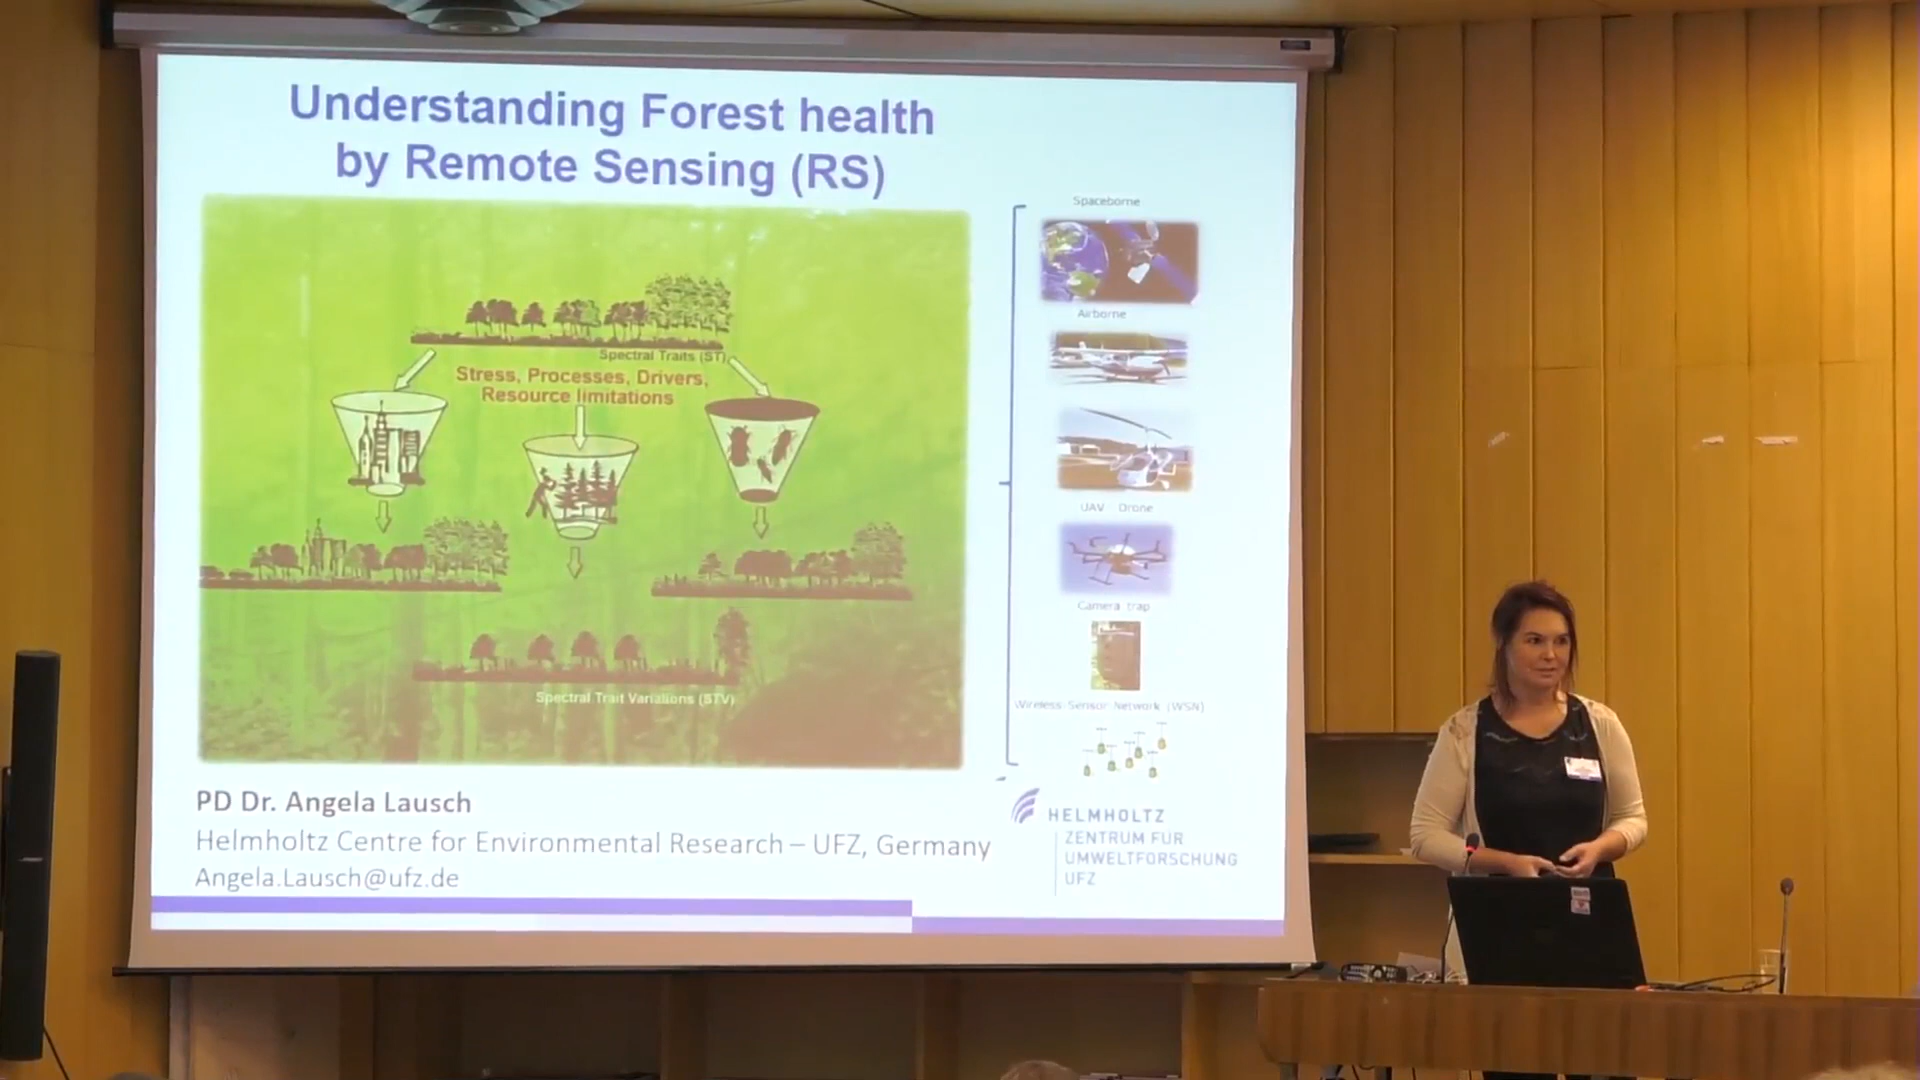 Understanding Forest health
by Remote Sensing (RS)
Spectral Traits (ST)
Stress, Processes, Drivers,
Resource limitations
Spectral Trait Variations (STV)
Spaceborne
Airborne
UAV Drone
Camera trap
Wireless Sensor Network (WSN)
PD Dr. Angela Lausch
Helmholtz Centre for Environmental Research – UFZ, Germany
Angela.Lausch@ufz.de
HELMHOLTZ
ZENTRUM FÜR
UMWELTFORSCHUNG
UFZ